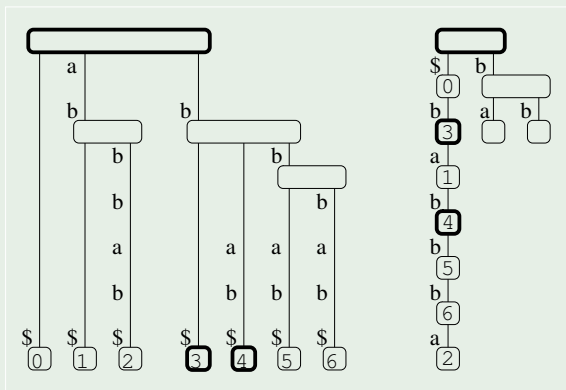 a $ b
0
b b b a b
3
b b a
1
b b b
4
a a a a b
5
b b b b b
6
$ $ $ $ $ $ $ a
0 1 2 3 4 5 6 2